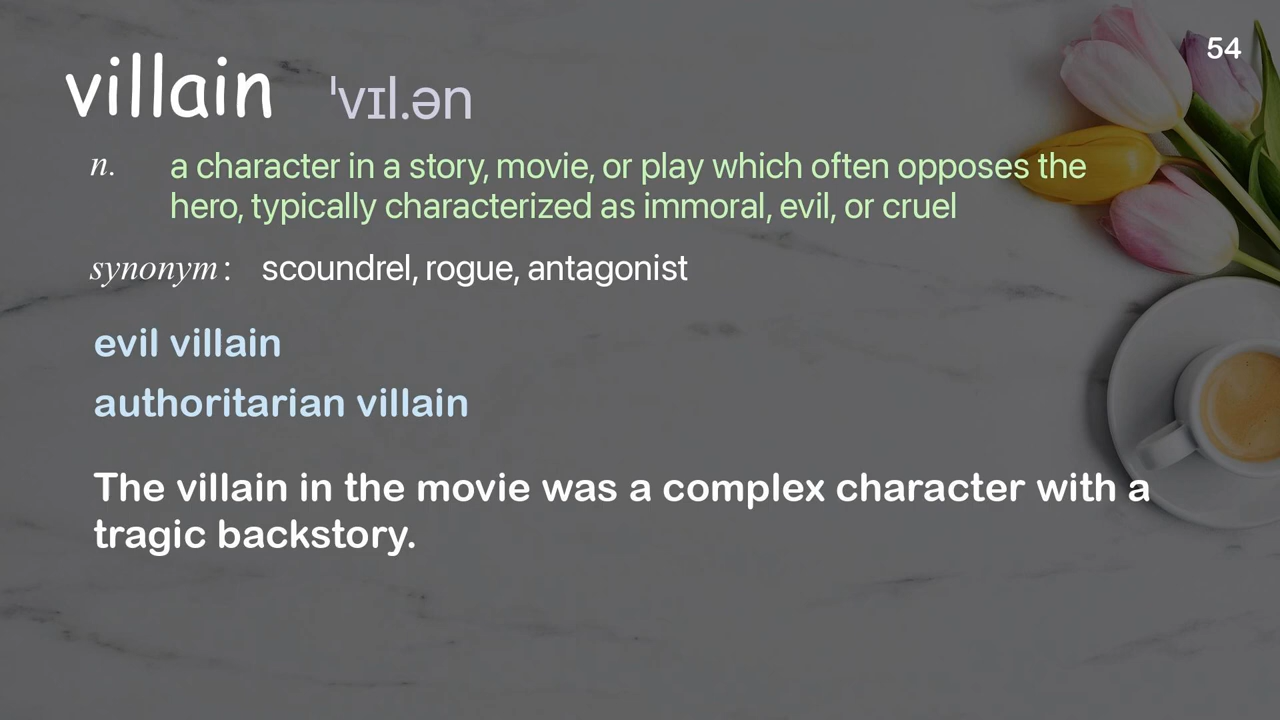 54
villain ˈvɪl.ən
n. a character in a story, movie, or play which often opposes the
hero, typically characterized as immoral, evil, or cruel
synonym: scoundrel, rogue, antagonist
evil villain
authoritarian villain
The villain in the movie was a complex character with a
tragic backstory.